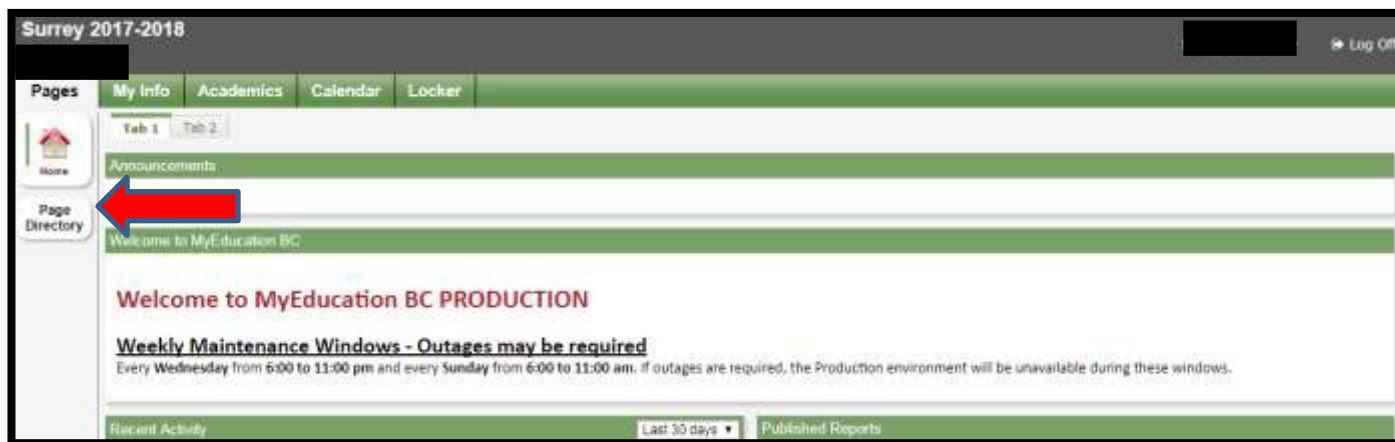 Surrey 2017-2018
Log Off
Pages My Info Academics Calendar Locker
Tab 1 Tab 2
Home
Announcements
Page
Directory
Welcome to MyEducation BC
Welcome to MyEducation BC PRODUCTION
Weekly Maintenance Windows - Outages may be required
Every Wednesday from 6:00 to 11:00 pm and every Sunday from 6:00 to 11:00 am. If outages are required, the Production environment will be unavailable during these windows.
Recent Activity Last 30 days Published Reports